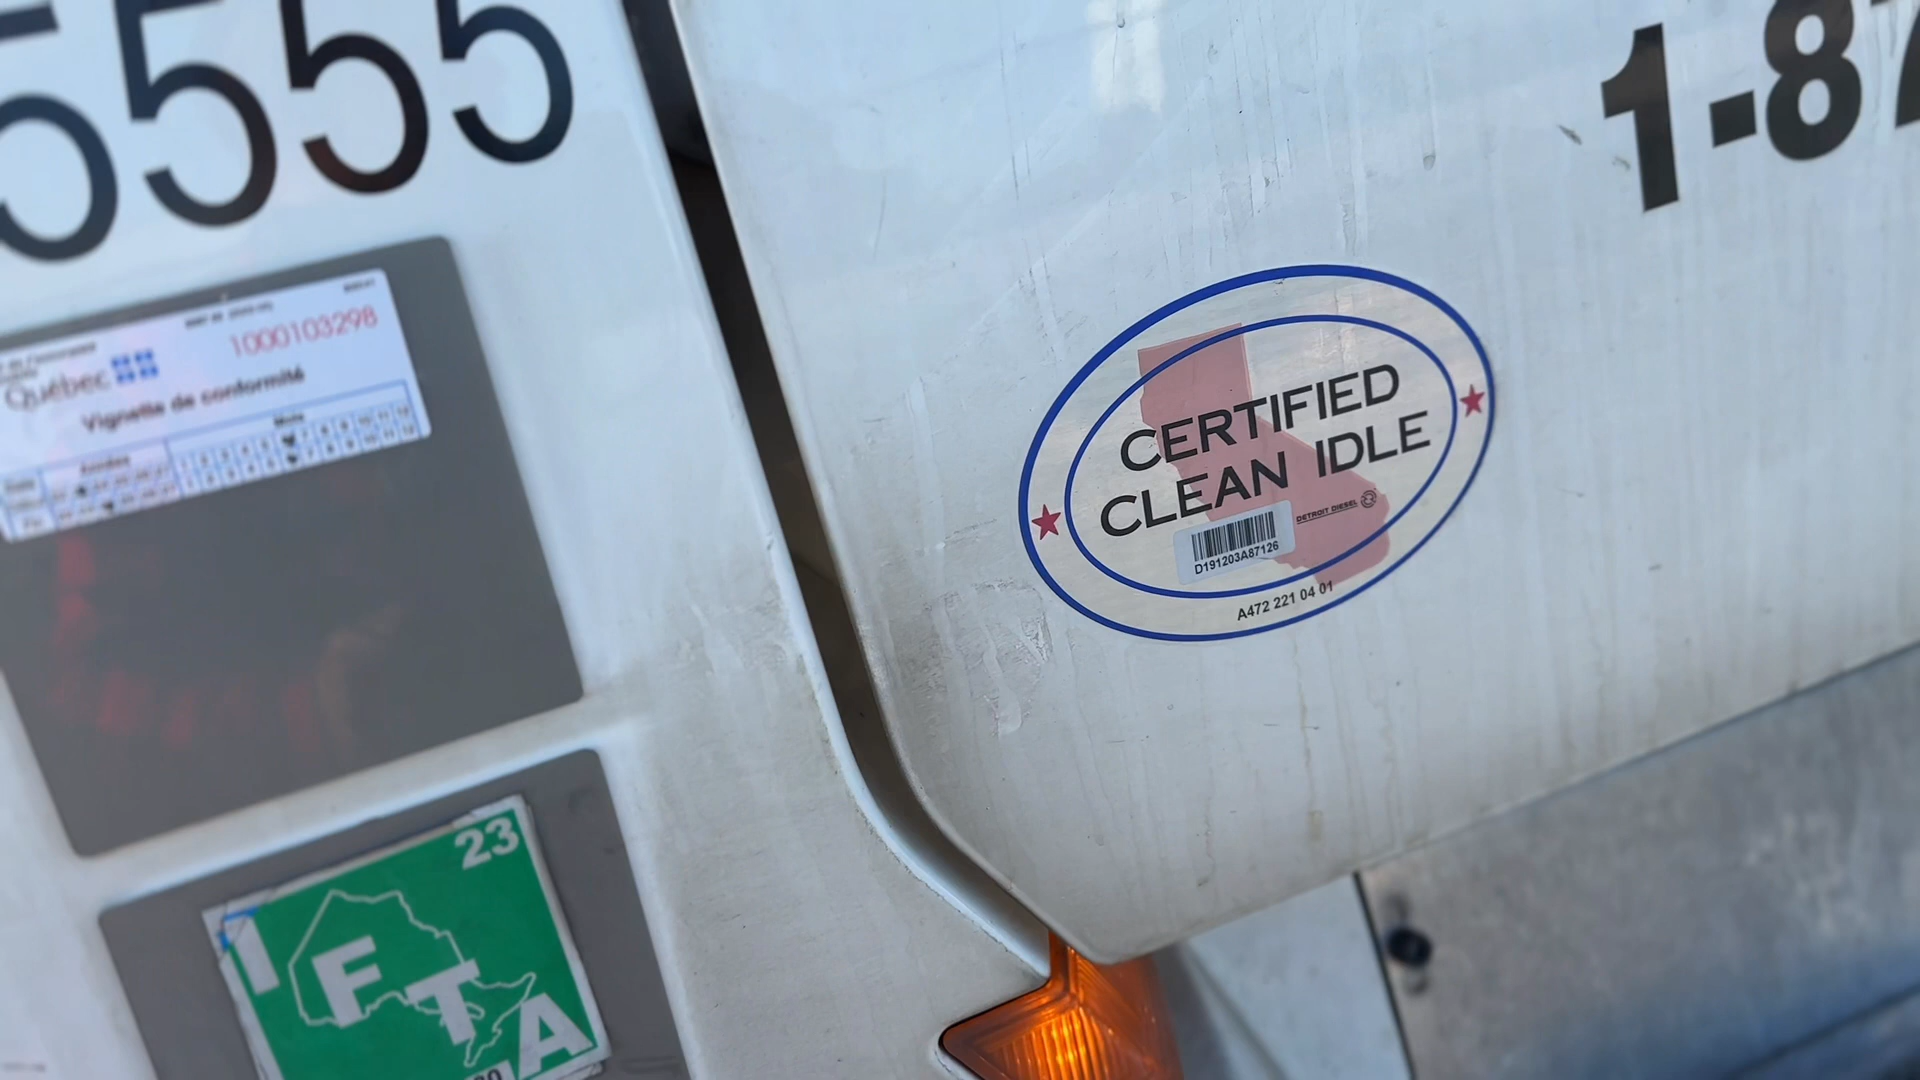 5555
1-87
1000103298
Québec
Vignette de conformité
Mois
Années
CERTIFIED
CLEAN IDLE
DETROIT DIESEL
D191203A87126
A472 221 04 01
23
IFTA